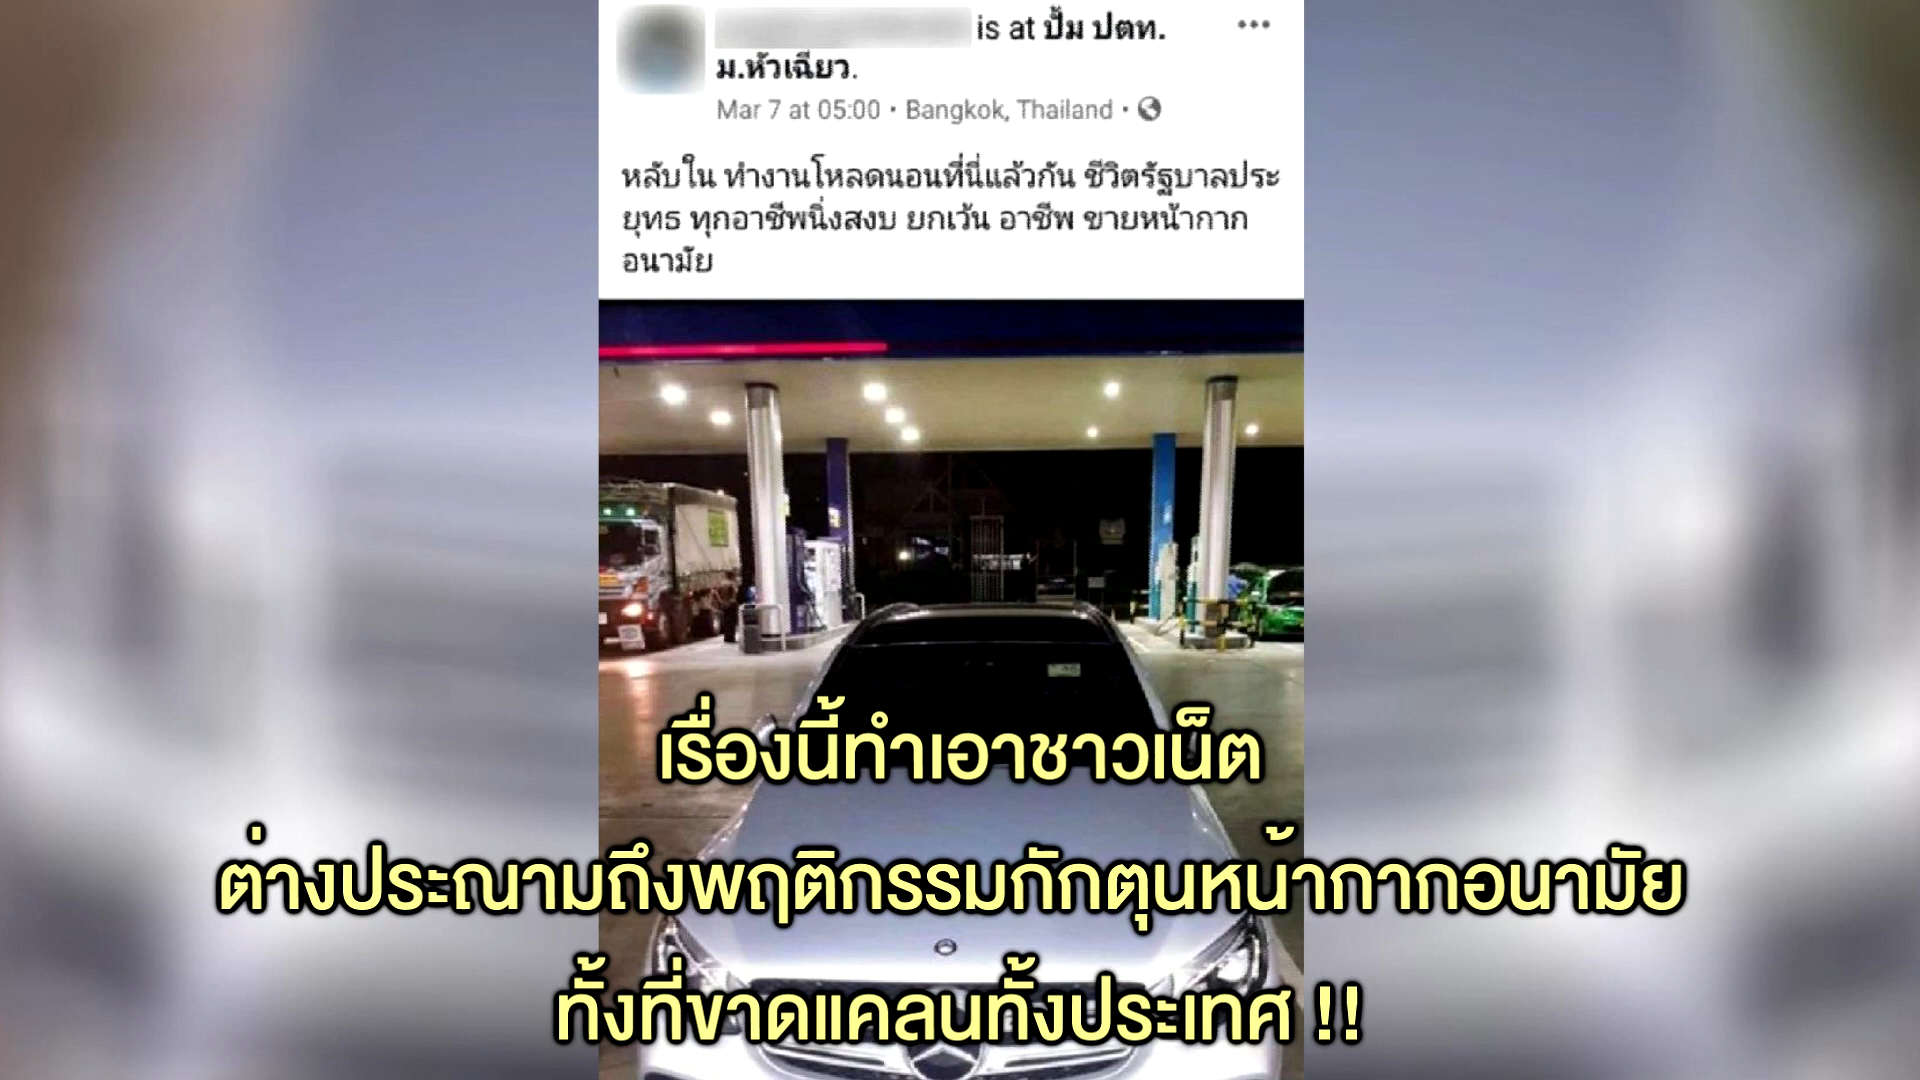 is at ปั้ม ปตท.
ม.หัวเฉียว.
Mar 7 at 05:00 · Bangkok, Thailand ·
หลับใน ทำงานโหลดนอนที่นี่แล้วกัน ชีวิตรัฐบาลประ
ยุทธ ทุกอาชีพนิ่งสงบ ยกเว้น อาชีพ ขายหน้ากาก
อนามัย
เรื่องนี้ทำเอาชาวเน็ต
ต่างประณามถึงพฤติกรรมกักตุนหน้ากากอนามัย
ทั้งที่ขาดแคลนทั้งประเทศ !!